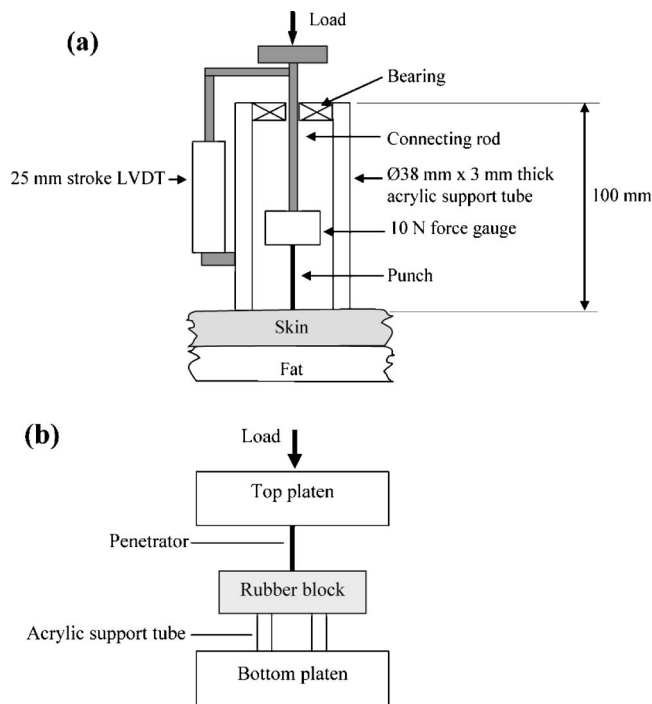 Load
(a)
Bearing
Connecting rod
25 mm stroke LVDT
Ø38 mm x 3 mm thick
acrylic support tube
100 mm
10 N force gauge
Punch
Skin
Fat
(b)
Load
Top platen
Penetrator
Rubber block
Acrylic support tube
Bottom platen